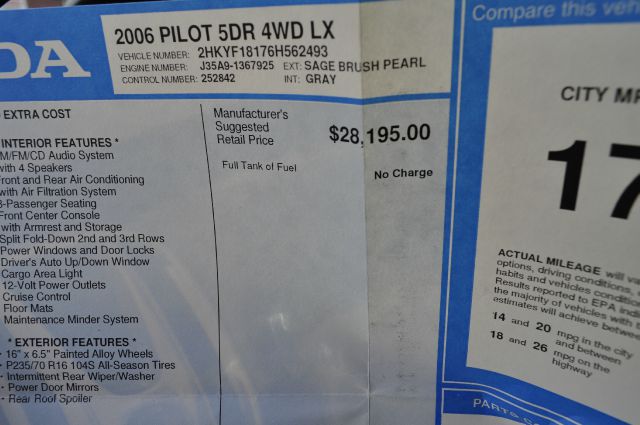 DA
2006 PILOT 5DR 4WD LX
VEHICLE NUMBER: 2HKYF18176H562493
ENGINE NUMBER: J35A9-1367925 EXT: SAGE BRUSH PEARL
CONTROL NUMBER: 252842 INT: GRAY
EXTRA COST
INTERIOR FEATURES *
M/FM/CD Audio System
with 4 Speakers
Front and Rear Air Conditioning
with Air Filtration System
8-Passenger Seating
Front Center Console
with Armrest and Storage
Split Fold-Down 2nd and 3rd Rows
Power Windows and Door Locks
Driver's Auto Up/Down Window
Cargo Area Light
12-Volt Power Outlets
Cruise Control
Floor Mats
Maintenance Minder System
* EXTERIOR FEATURES *
16" x 6.5" Painted Alloy Wheels
P235/70 R16 104S All-Season Tires
Intermittent Rear Wiper/Washer
Power Door Mirrors
Rear Roof Spoiler
Manufacturer's
Suggested
Retail Price $28,195.00
Full Tank of Fuel No Charge
Compare this
CITY
17
ACTUAL MILEAGE will
options, driving conditions,
habits and vehicles
Results reported to EPA
the majority of vehicles with
estimates will achieve between
14 and 20 mpg in the city
and between
18 and 26 mpg on the
highway
PARTS